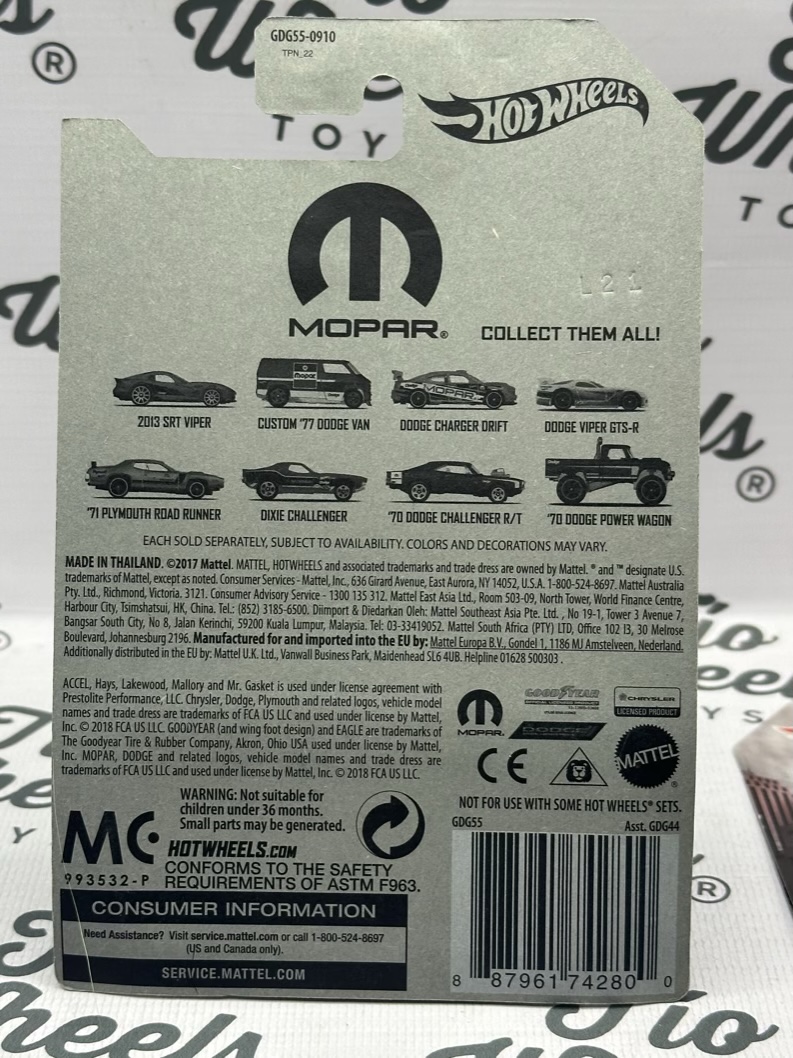 GDG55-0910
TPN 22
HOT WHEELS
TOY
L21
MOPAR®
COLLECT THEM ALL!
2013 SRT VIPER
CUSTOM '77 DODGE VAN
DODGE CHARGER DRIFT
DODGE VIPER GTS-R
'71 PLYMOUTH ROAD RUNNER
DIXIE CHALLENGER
'70 DODGE CHALLENGER R/T
'70 DODGE POWER WAGON
EACH SOLD SEPARATELY, SUBJECT TO AVAILABILITY. COLORS AND DECORATIONS MAY VARY.
MADE IN THAILAND. ©2017 Mattel. MATTEL, HOTWHEELS and associated trademarks and trade dress are owned by Mattel. ® and ™ designate U.S.
trademarks of Mattel, except as noted. Consumer Services - Mattel, Inc., 636 Girard Avenue, East Aurora, NY 14052, U.S.A. 1-800-524-8697. Mattel Australia
Pty. Ltd., Richmond, Victoria. 3121. Consumer Advisory Service - 1300 135 312. Mattel East Asia Ltd., Room 503-09, North Tower, World Finance Centre,
Harbour City, Tsimshatsui, HK, China. Tel.: (852) 3185-6500. Diimport & Diedarkan Oleh: Mattel Southeast Asia Pte. Ltd. , No 19-1, Tower 3 Avenue 7,
Bangsar South City, No 8, Jalan Kerinchi, 59200 Kuala Lumpur, Malaysia. Tel: 03-33419052. Mattel South Africa (PTY) LTD, Office 102 I3, 30 Melrose
Boulevard, Johannesburg 2196. Manufactured for and imported into the EU by: Mattel Europa B.V., Gondel 1, 1186 MJ Amstelveen, Nederland.
Additionally distributed in the EU by: Mattel U.K. Ltd., Vanwall Business Park, Maidenhead SL6 4UB. Helpline 01628 500303 .
ACCEL, Hays, Lakewood, Mallory and Mr. Gasket is used under license agreement with
Prestolite Performance, LLC. Chrysler, Dodge, Plymouth and related logos, vehicle model
names and trade dress are trademarks of FCA US LLC and used under license by Mattel,
Inc. © 2018 FCA US LLC. GOODYEAR (and wing foot design) and EAGLE are trademarks of
The Goodyear Tire & Rubber Company, Akron, Ohio USA used under license by Mattel,
Inc. MOPAR, DODGE and related logos, vehicle model names and trade dress are
trademarks of FCA US LLC and used under license by Mattel, Inc. © 2018 FCA US LLC.
MOPAR®
GOODYEAR
CHRYSLER
LICENSED PRODUCT
DODGE
CE
MATTEL®
WARNING: Not suitable for
children under 36 months.
Small parts may be generated.
MC
993532-P
HOTWHEELS.COM
CONFORMS TO THE SAFETY
REQUIREMENTS OF ASTM F963.
NOT FOR USE WITH SOME HOT WHEELS® SETS.
GDG55
Asst. GDG44
CONSUMER INFORMATION
Need Assistance? Visit service.mattel.com or call 1-800-524-8697
(US and Canada only).
SERVICE.MATTEL.COM
8 87961 74280 0